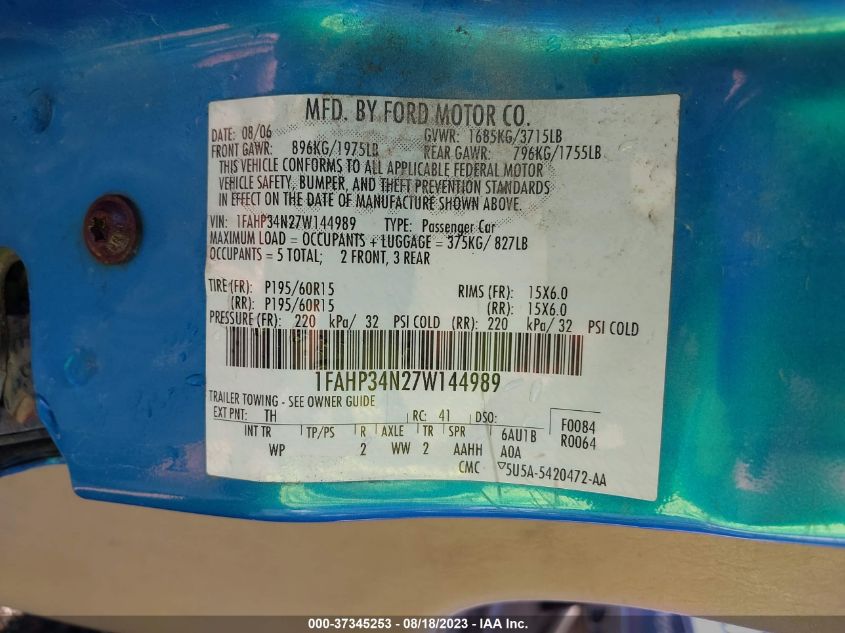 MFD. BY FORD MOTOR CO.
DATE: 08/06 GVWR: 1685KG/3715LB
FRONT GAWR: 896KG/1975LB REAR GAWR: 796KG/1755LB
THIS VEHICLE CONFORMS TO ALL APPLICABLE FEDERAL MOTOR
VEHICLE SAFETY, BUMPER, AND THEFT PREVENTION STANDARDS
IN EFFECT ON THE DATE OF MANUFACTURE SHOWN ABOVE.
VIN: 1FAHP34N27W144989 TYPE: Passenger Car
MAXIMUM LOAD = OCCUPANTS + LUGGAGE = 375KG/ 827LB
OCCUPANTS = 5 TOTAL; 2 FRONT, 3 REAR
TIRE (FR): P195/60R15 RIMS (FR): 15X6.0
(RR): P195/60R15 (RR): 15X6.0
PRESSURE (FR): 220 kPa/ 32 PSI COLD (RR): 220 kPa/ 32 PSI COLD
1FAHP34N27W144989
TRAILER TOWING - SEE OWNER GUIDE
EXT PNT: TH RC: 41 DSO: F0084
INT TR TP/PS R AXLE TR SPR 6AU1B R0064
WP 2 WW 2 AAHH A0A
CMC ▽5U5A-5420472-AA
000-37345253 - 08/18/2023 - IAA Inc.